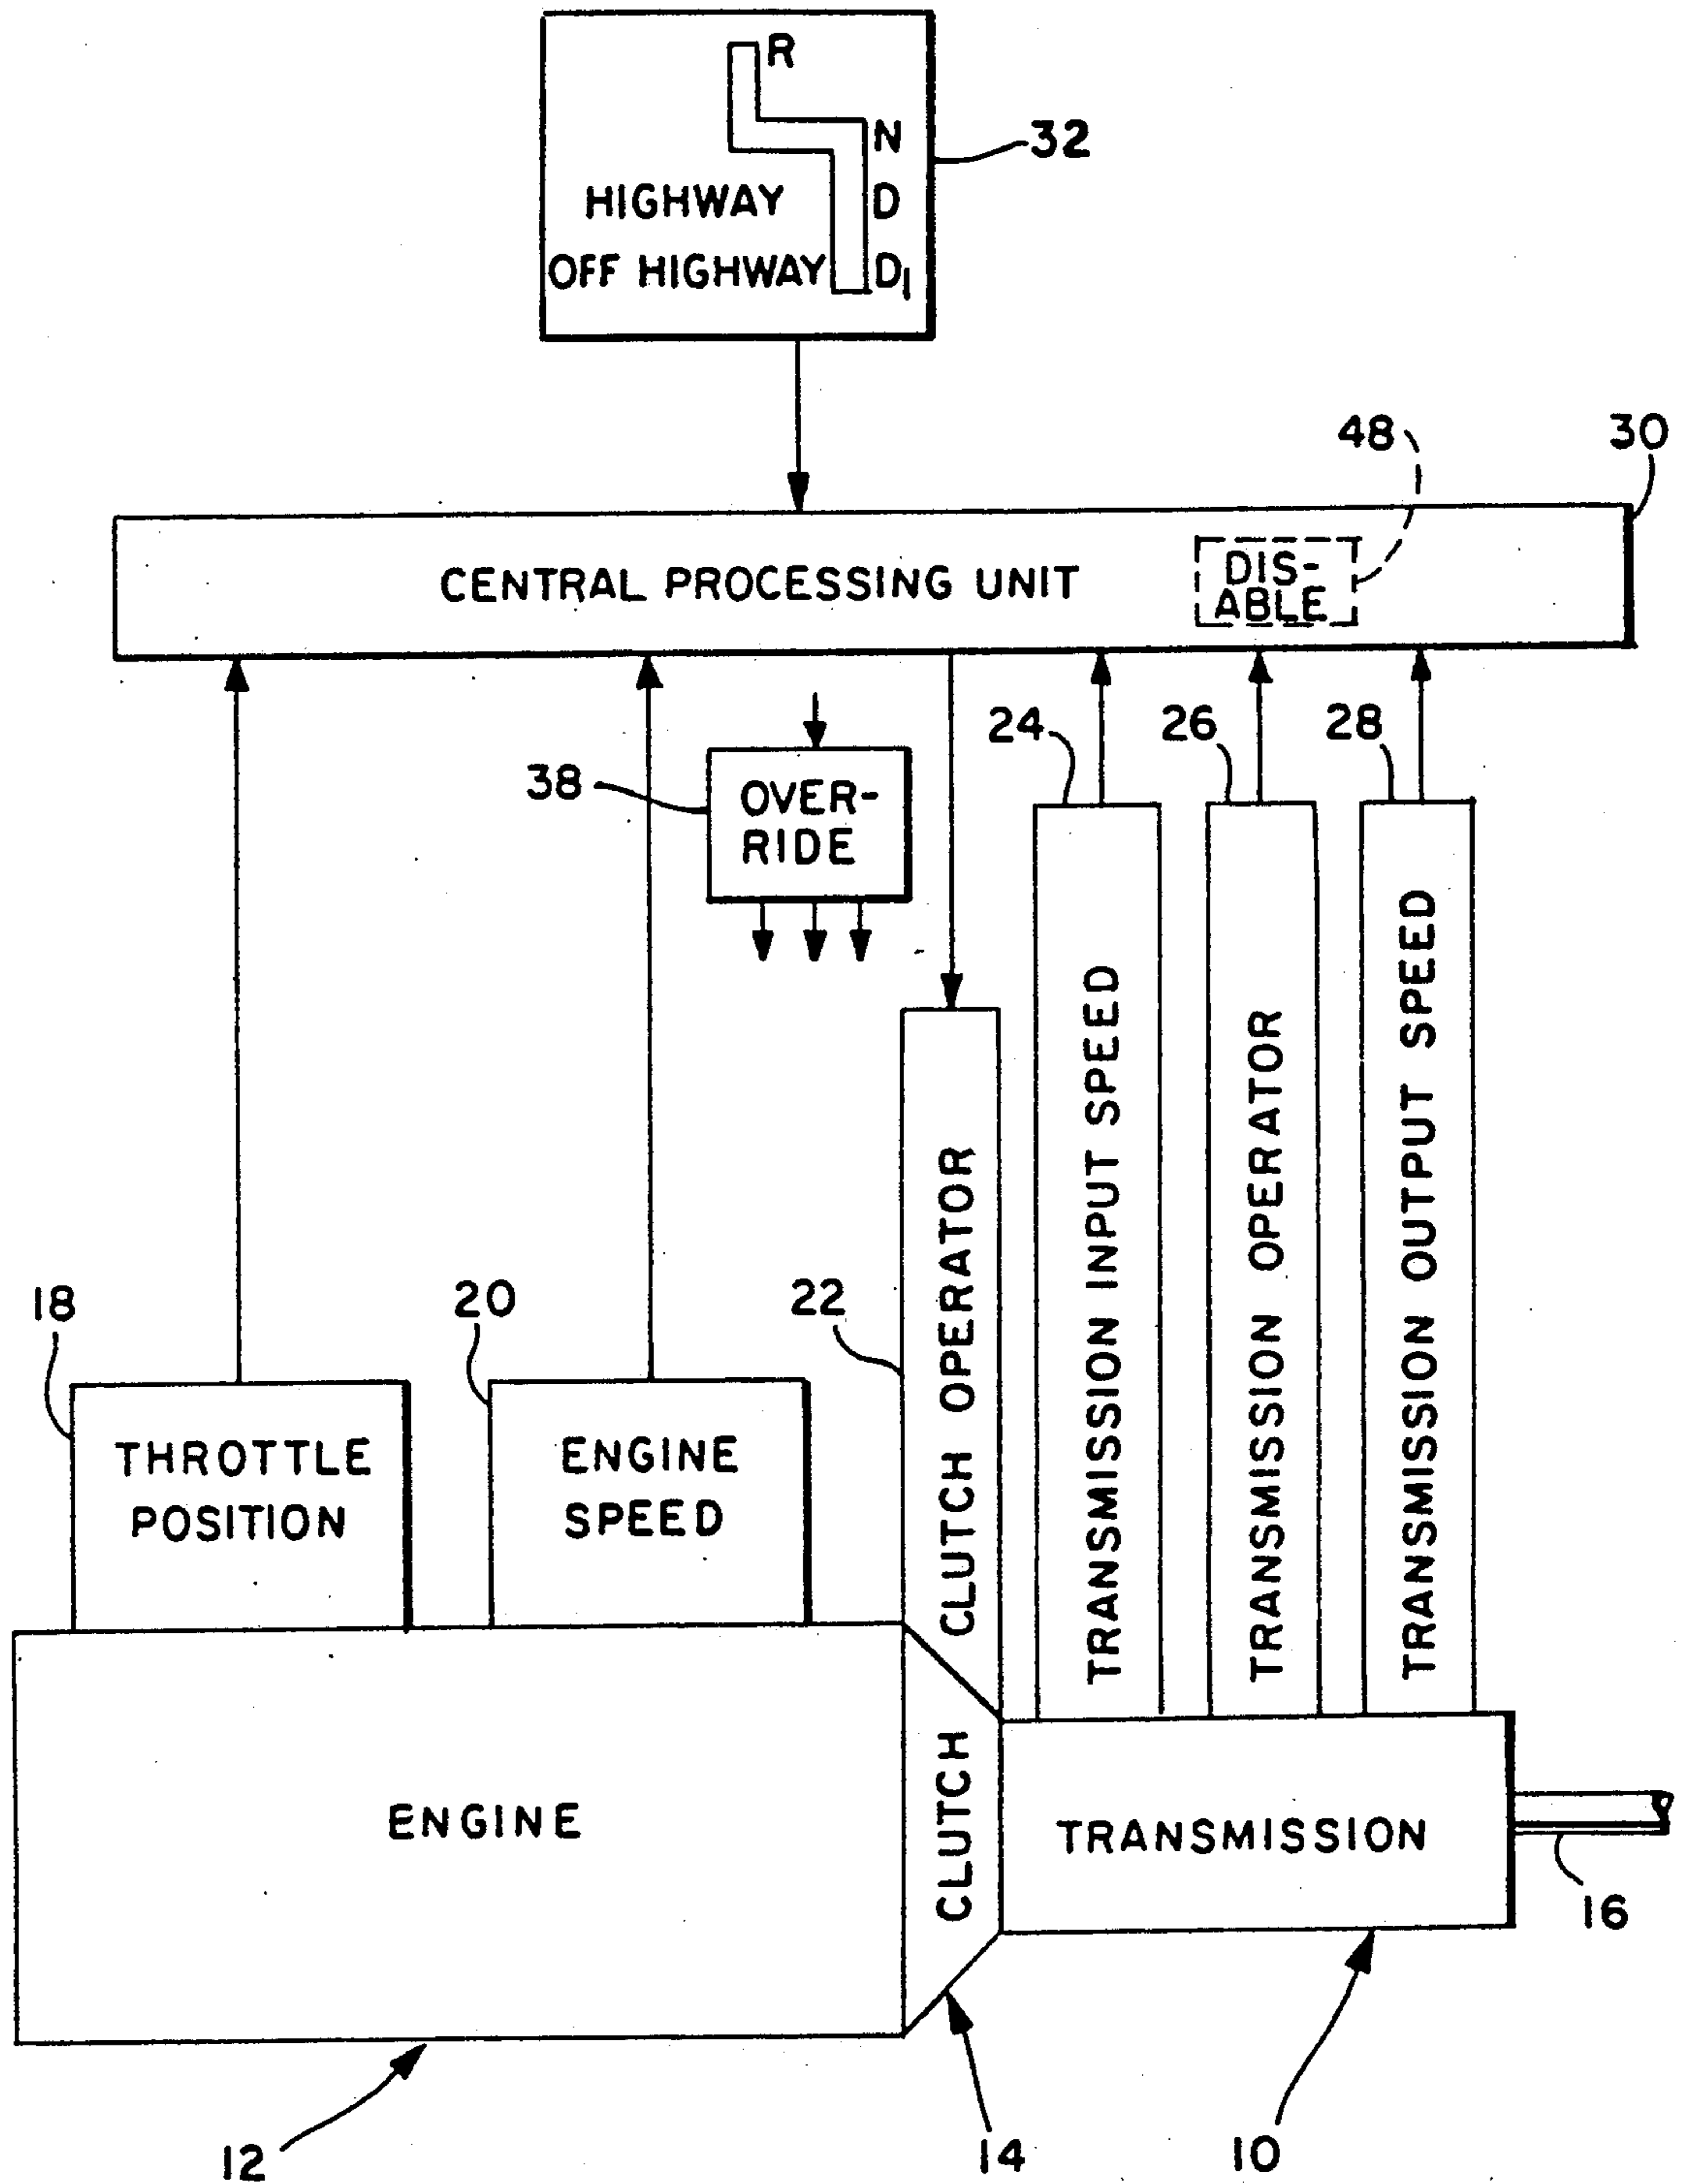 R
N
HIGHWAY D
OFF HIGHWAY D1
32
48
30
CENTRAL PROCESSING UNIT
DIS-
ABLE
24
26
28
38
OVER-
RIDE
18
20
22
THROTTLE
POSITION
ENGINE
SPEED
CLUTCH OPERATOR
TRANSMISSION INPUT SPEED
TRANSMISSION OPERATOR
TRANSMISSION OUTPUT SPEED
ENGINE
CLUTCH
TRANSMISSION
16
12
14
10